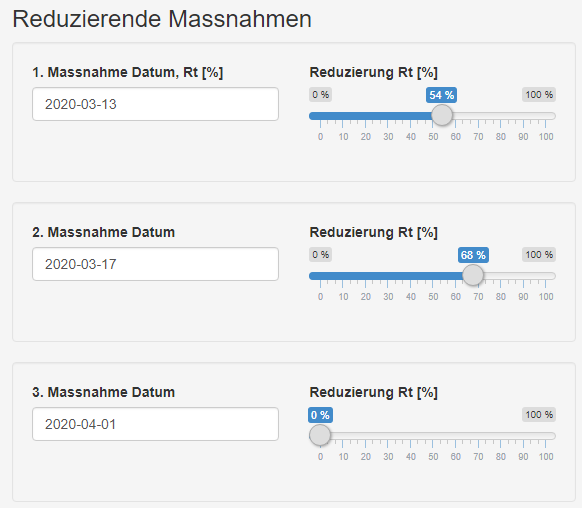 Reduzierende Massnahmen
1. Massnahme Datum, Rt [%]
2020-03-13
Reduzierung Rt [%]
0 % 54 % 100 %
0 10 20 30 40 50 60 70 80 90 100
2. Massnahme Datum
2020-03-17
Reduzierung Rt [%]
0 % 68 % 100 %
0 10 20 30 40 50 60 70 80 90 100
3. Massnahme Datum
2020-04-01
Reduzierung Rt [%]
0 % 100 %
0 10 20 30 40 50 60 70 80 90 100